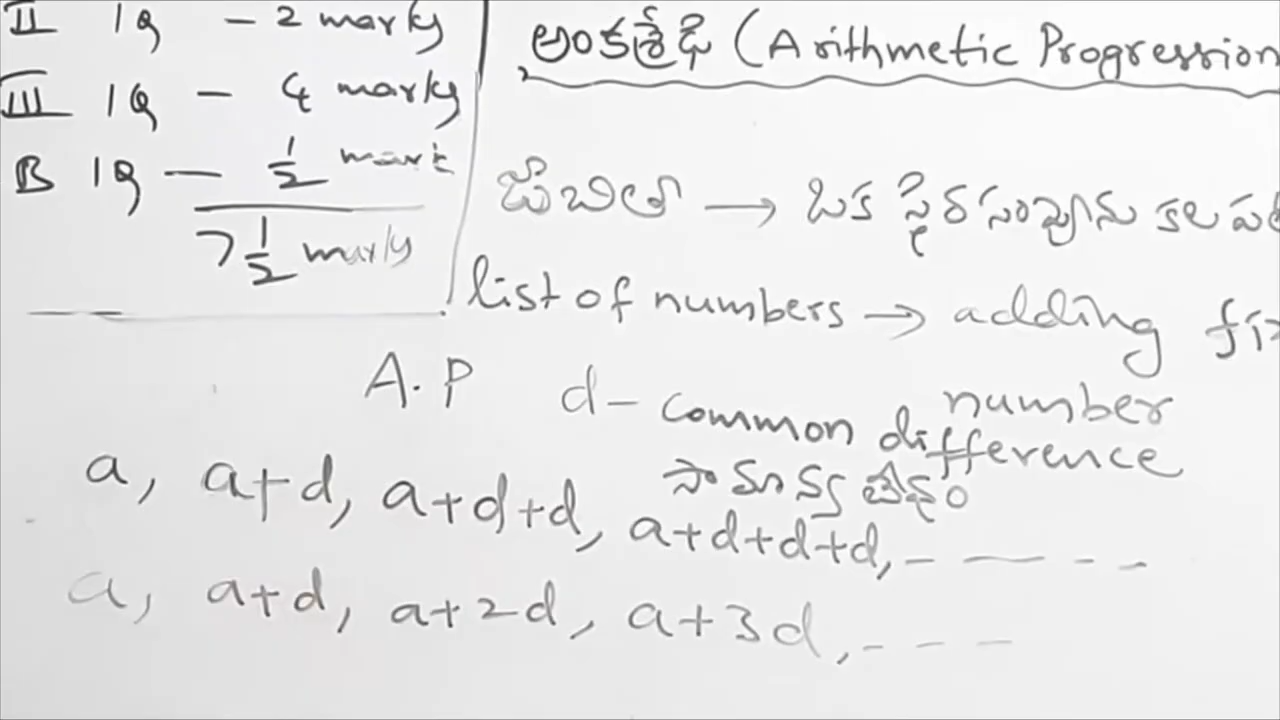 II 1Q - 2 marks
III 1Q - 4 marks
B 1Q - 1/2 mark
7 1/2 marks
అంకశ్రేఢి (Arithmetic Progression
జాబితా → ఒక స్థిర సంఖ్యను కలప
list of numbers → adding fix
number
A.P d - common difference
సామాన్య భేదం
a, a+d, a+d+d, a+d+d+d, - - - -
a, a+d, a+2d, a+3d, - - -